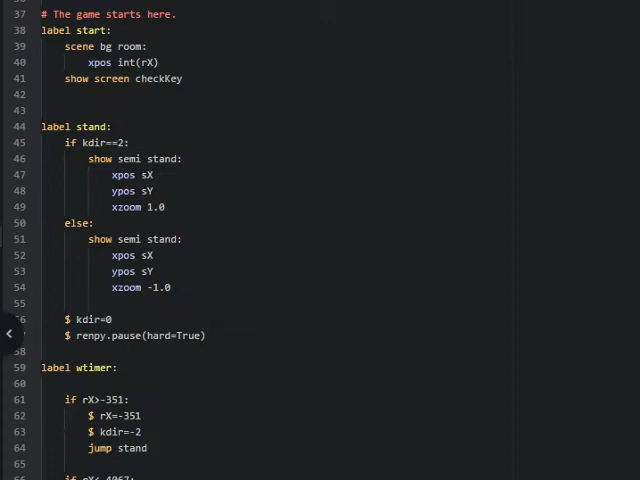 37 # The game starts here.
38 label start:
39 scene bg room:
40 xpos int(rX)
41 show screen checkKey
42
43
44 label stand:
45 if kdir==2:
46 show semi stand:
47 xpos sX
48 ypos sY
49 xzoom 1.0
50 else:
51 show semi stand:
52 xpos sX
53 ypos sY
54 xzoom -1.0
55
$ kdir=0
$ renpy.pause(hard=True)
58
59 label wtimer:
60
61 if rX>-351:
62 $ rX=-351
63 $ kdir=-2
64 jump stand
65